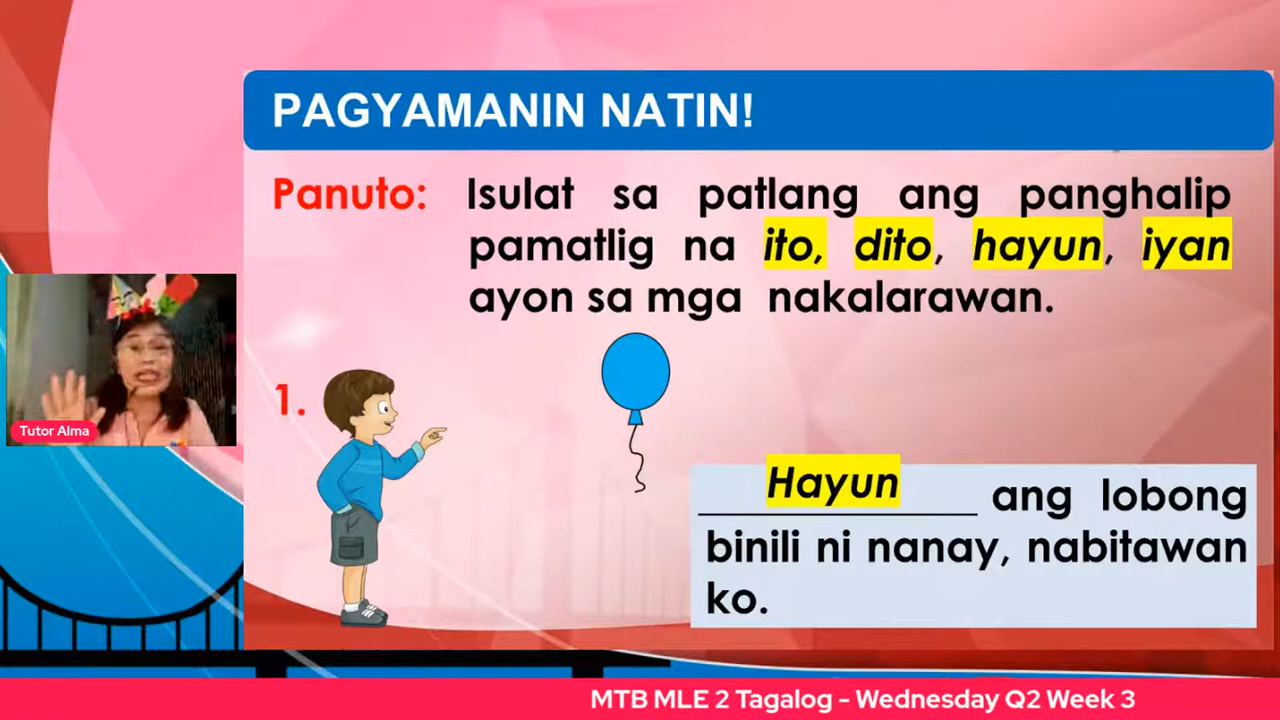 PAGYAMANIN NATIN!
Panuto: Isulat sa patlang ang panghalip
pamatlig na ito, dito, hayun, iyan
ayon sa mga nakalarawan.
1.
Tutor Alma
Hayun ang lobong
binili ni nanay, nabitawan
ko.
MTB MLE 2 Tagalog - Wednesday Q2 Week 3